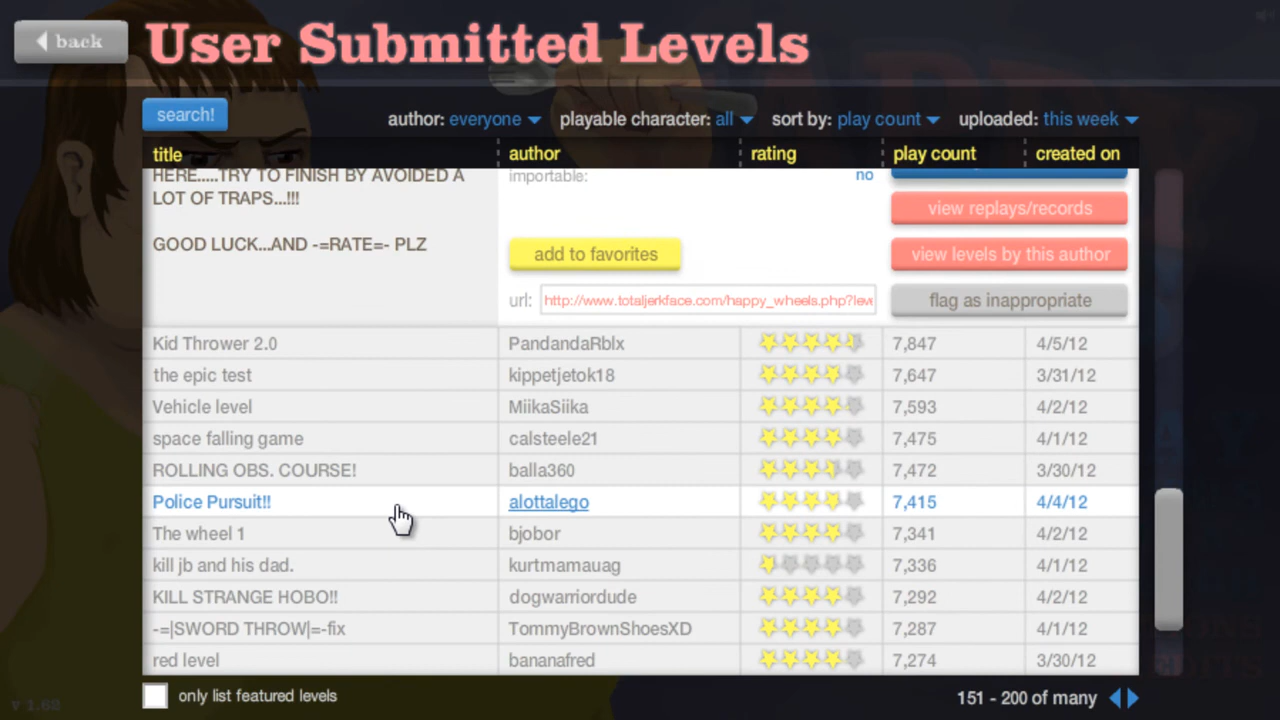 back
User Submitted Levels
search!
author: everyone
playable character: all
sort by: play count
uploaded: this week
title
author
rating
play count
created on
HERE.....TRY TO FINISH BY AVOIDED A
LOT OF TRAPS...!!!
GOOD LUCK...AND -=RATE=- PLZ
importable: no
add to favorites
url: http://www.totaljerkface.com/happy_wheels.php?leve
view replays/records
view levels by this author
flag as inappropriate
Kid Thrower 2.0 PandandaRblx 7,847 4/5/12
the epic test kippetjetok18 7,647 3/31/12
Vehicle level MiikaSiika 7,593 4/2/12
space falling game calsteele21 7,475 4/1/12
ROLLING OBS. COURSE! balla360 7,472 3/30/12
Police Pursuit!! alottalego 7,415 4/4/12
The wheel 1 bjobor 7,341 4/2/12
kill jb and his dad. kurtmamauag 7,336 4/1/12
KILL STRANGE HOBO!! dogwarriordude 7,292 4/2/12
-=|SWORD THROW|=-fix TommyBrownShoesXD 7,287 4/1/12
red level bananafred 7,274 3/30/12
only list featured levels
151 - 200 of many
v 1.62